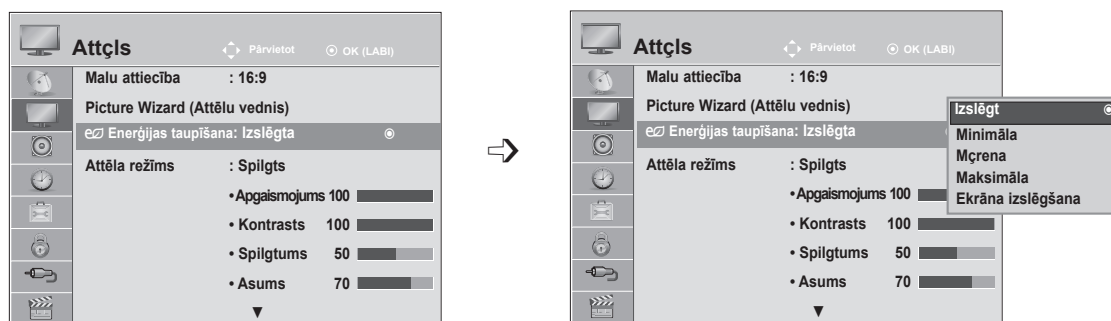 Attçls
Pārvietot
OK (LABI)
Malu attiecība : 16:9
Picture Wizard (Attēlu vednis)
Enerģijas taupīšana: Izslēgta
Attēla režīms : Spilgts
•Apgaismojums 100
• Kontrasts 100
• Spilgtums 50
• Asums 70
▼
Attçls
Pārvietot
OK (LABI)
Malu attiecība : 16:9
Picture Wizard (Attēlu vednis)
Enerģijas taupīšana: Izslēgta
Attēla režīms : Spilgts
•Apgaismojums 100
• Kontrasts 100
• Spilgtums 50
• Asums 70
▼
Izslēgt
Minimāla
Mçrena
Maksimāla
Ekrāna izslēgšana